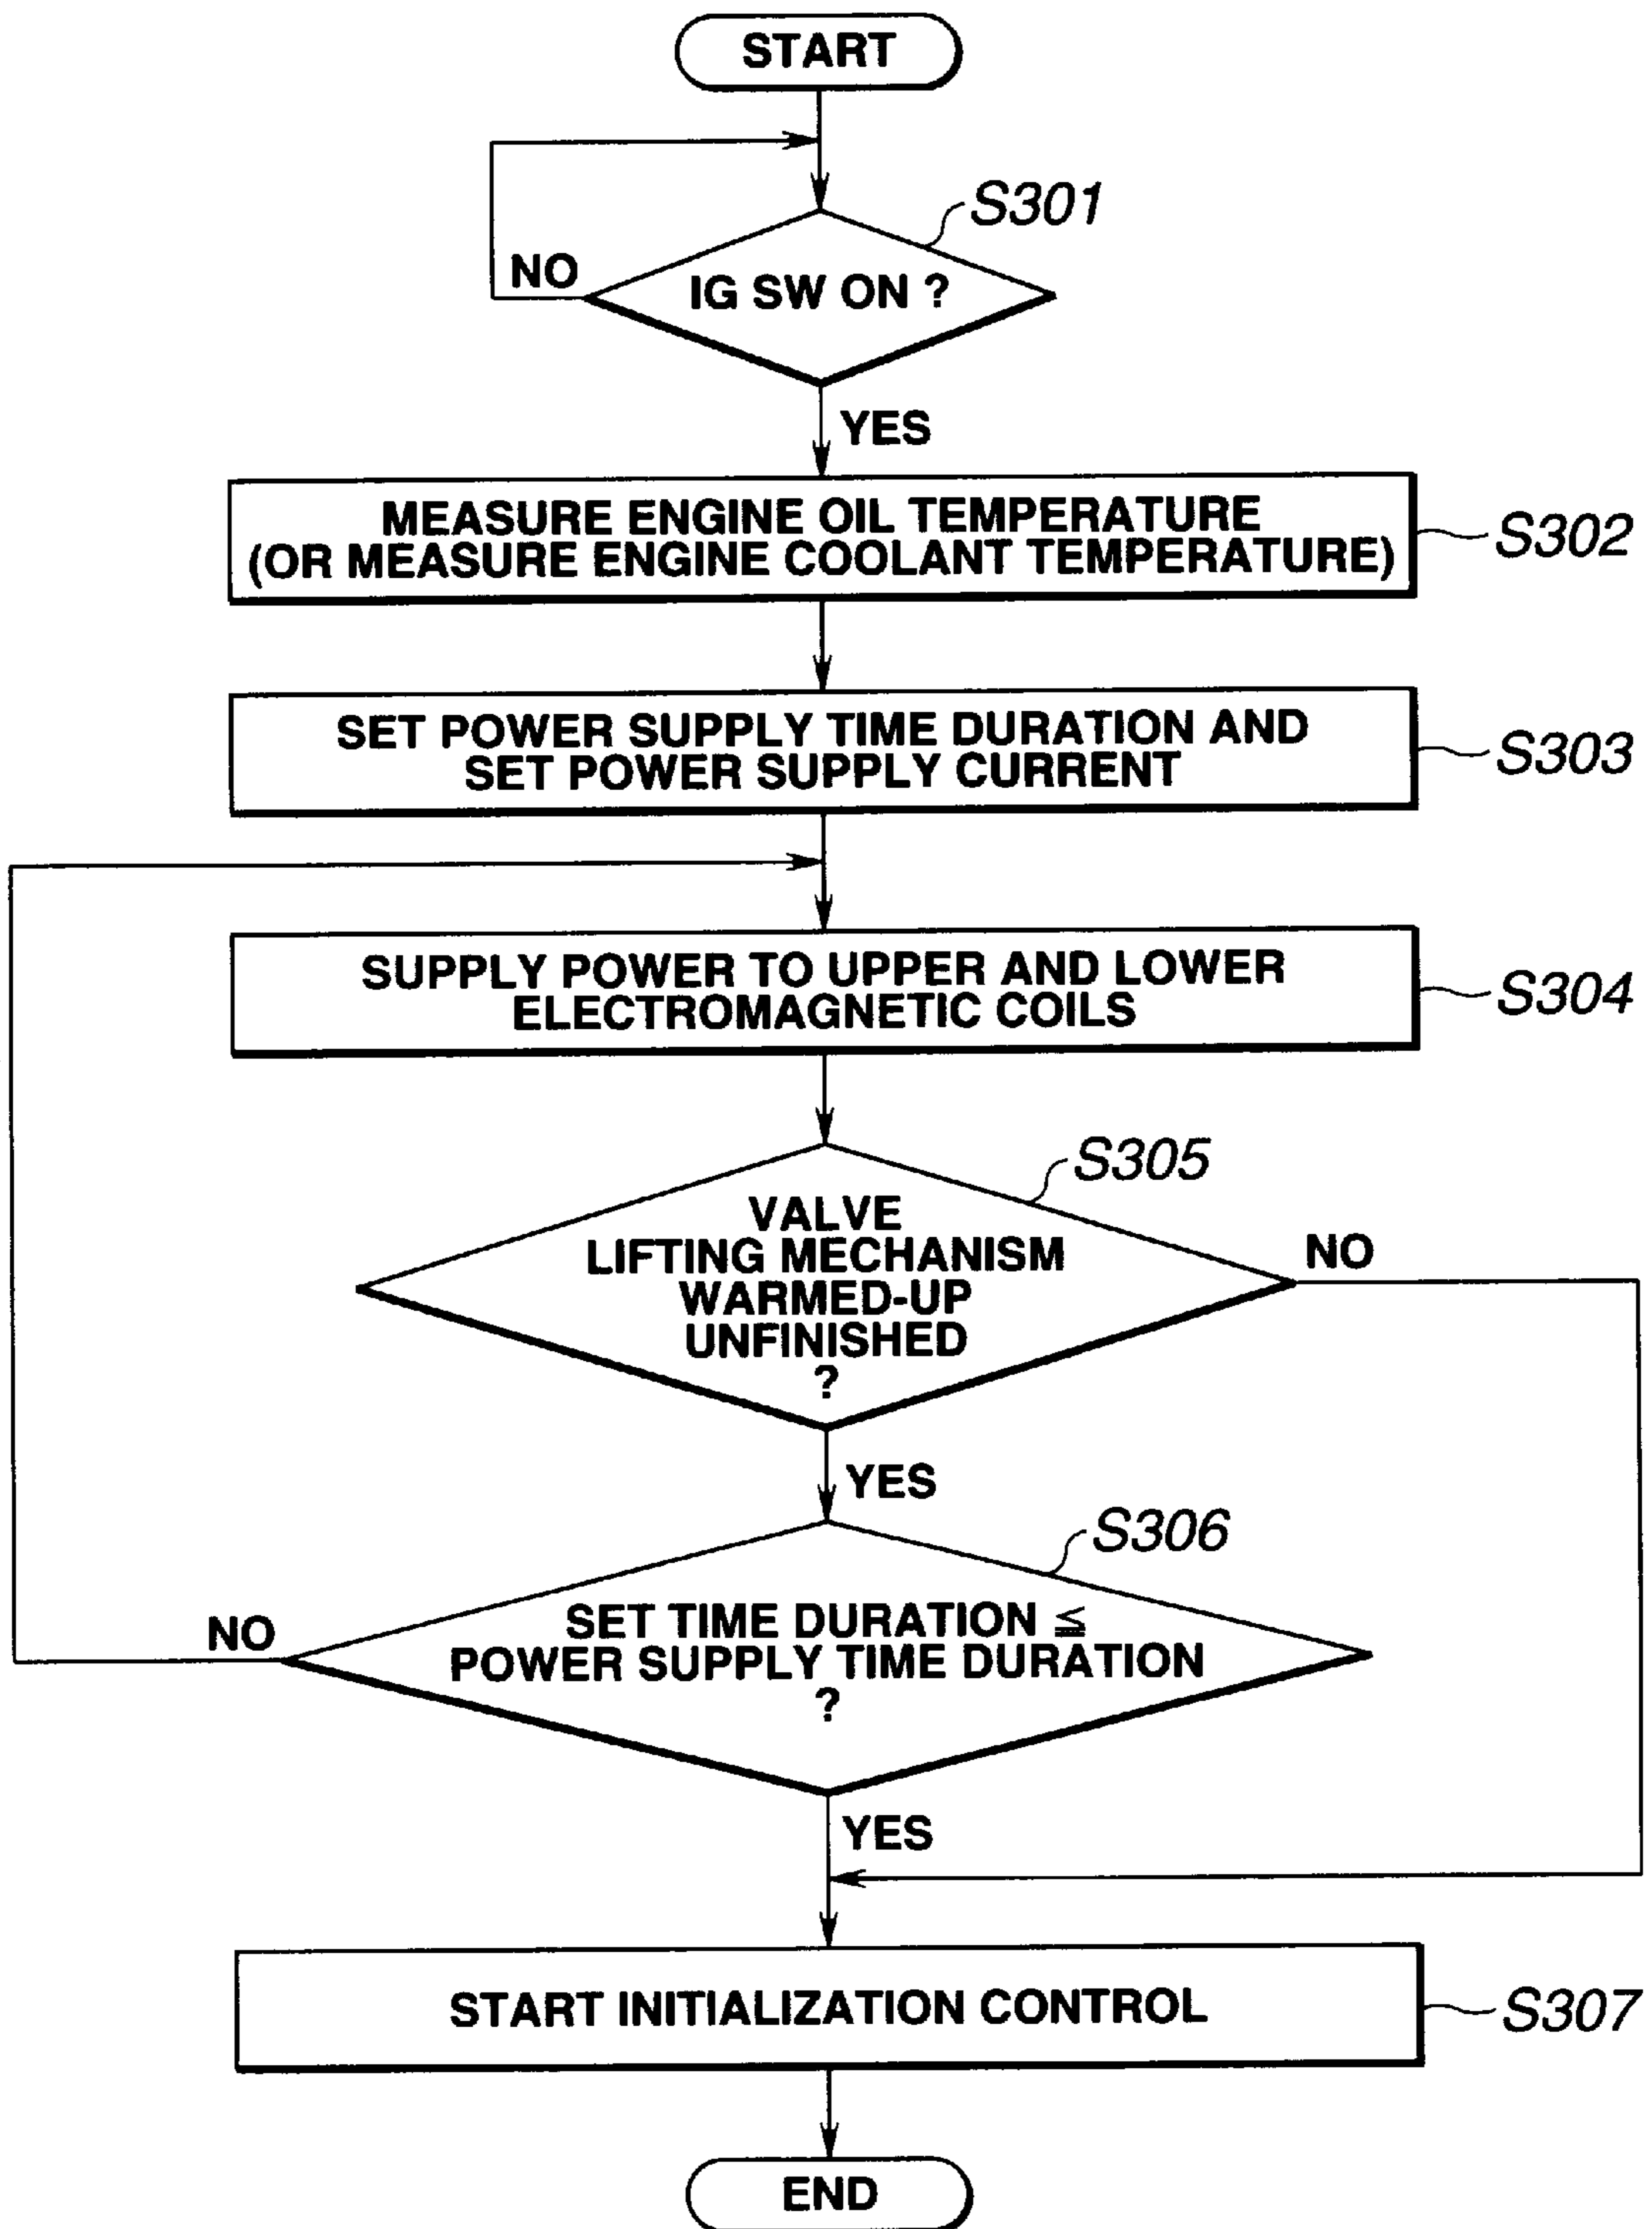 START
S301
NO
IG SW ON ?
YES
MEASURE ENGINE OIL TEMPERATURE
(OR MEASURE ENGINE COOLANT TEMPERATURE)
S302
SET POWER SUPPLY TIME DURATION AND
SET POWER SUPPLY CURRENT
S303
SUPPLY POWER TO UPPER AND LOWER
ELECTROMAGNETIC COILS
S304
S305
VALVE
LIFTING MECHANISM
WARMED-UP
UNFINISHED
?
NO
YES
S306
NO
SET TIME DURATION ≦
POWER SUPPLY TIME DURATION
?
YES
START INITIALIZATION CONTROL
S307
END